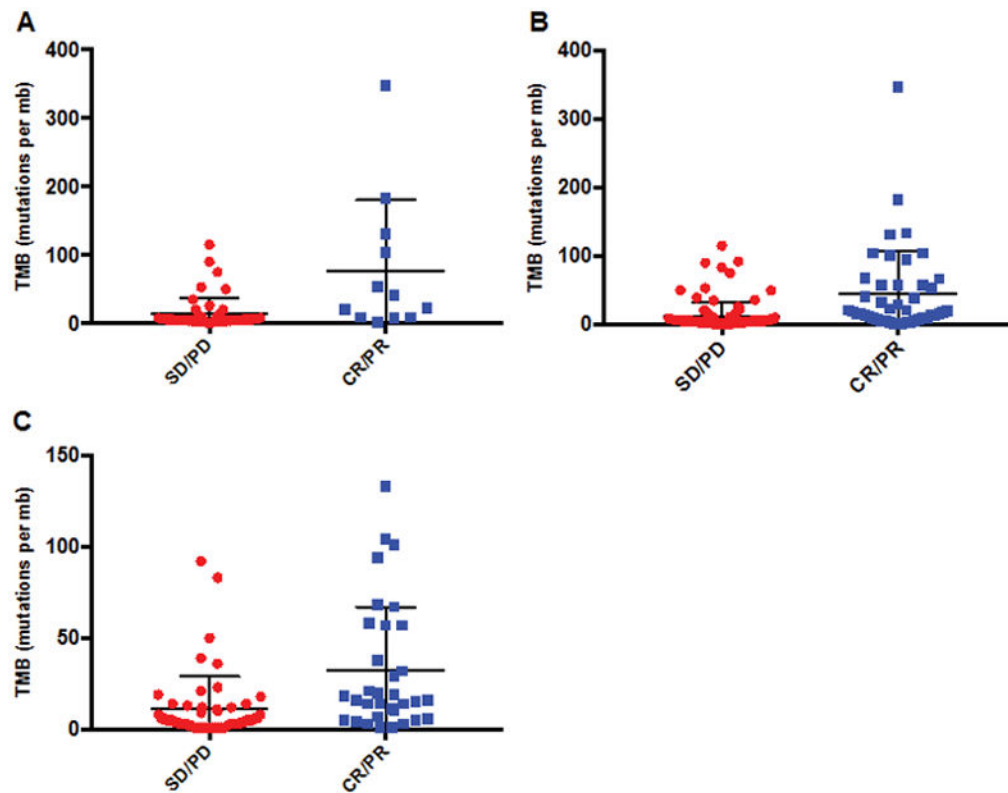 A
TMB (mutations per mb)
400
300
200
100
0
SD/PD
CR/PR
B
TMB (mutations per mb)
400
300
200
100
0
SD/PD
CR/PR
C
TMB (mutations per mb)
150
100
50
0
SD/PD
CR/PR